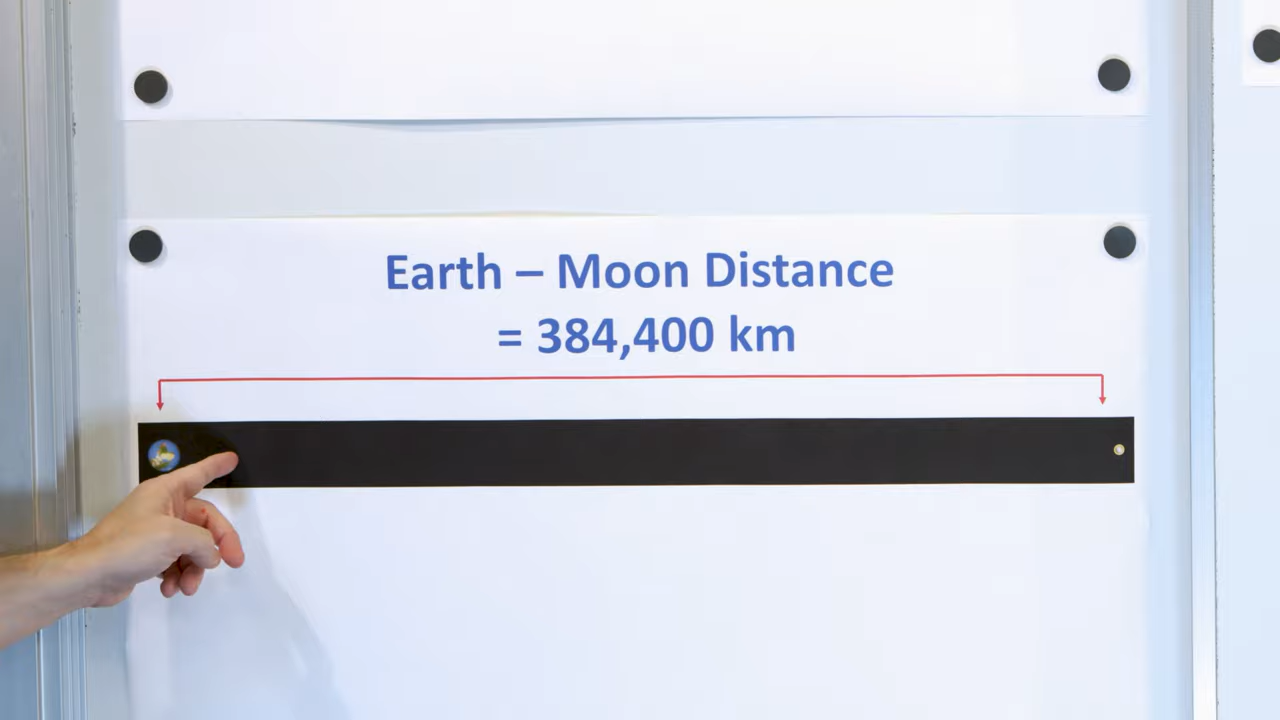 Earth – Moon Distance
= 384,400 km